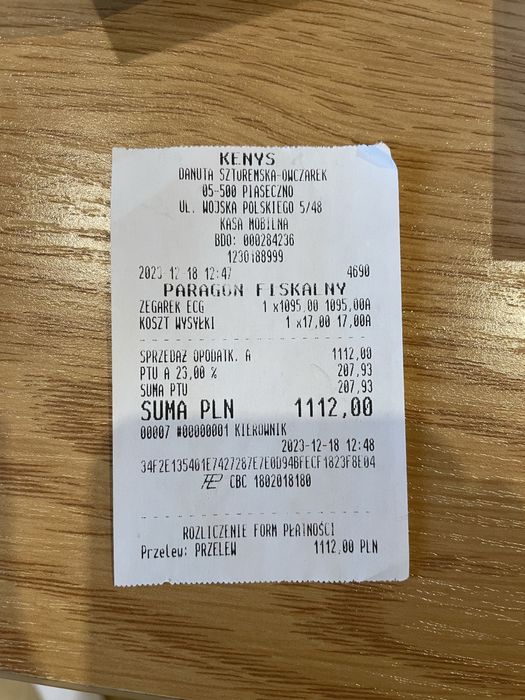 KENYS
DANUTA SZTUREMSKA-OWCZAREK
05-500 PIASECZNO
UL. WOJSKA POLSKIEGO 5/48
KASA MOBILNA
BDO: 000284236
1230188999
2023-12-18 12:47 4690
PARAGON FISKALNY
ZEGAREK ECG 1 x1095,00 1095,00A
KOSZT WYSYŁKI 1 x17,00 17,00A
SPRZEDAŻ OPODATK. A 1112,00
PTU A 23,00 % 207,93
SUMA PTU 207,93
SUMA PLN 1112,00
00007 #00000001 KIEROWNIK
2023-12-18 12:48
CBC 1802018180
ROZLICZENIE FORM PŁATNOŚCI
Przelew: PRZELEW 1112,00 PLN